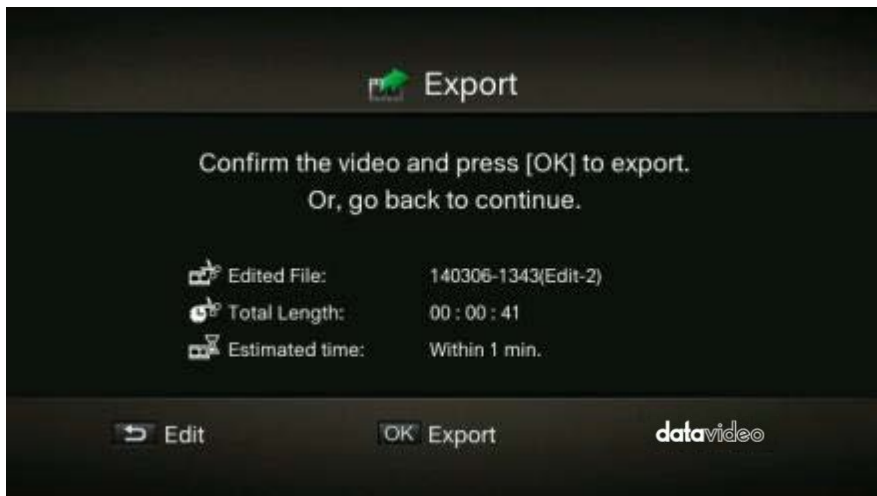 Export
Confirm the video and press [OK] to export.
Or, go back to continue.
Edited File: 140306-1343(Edit-2)
Total Length: 00 : 00 : 41
Estimated time: Within 1 min.
Edit OK Export datavideo